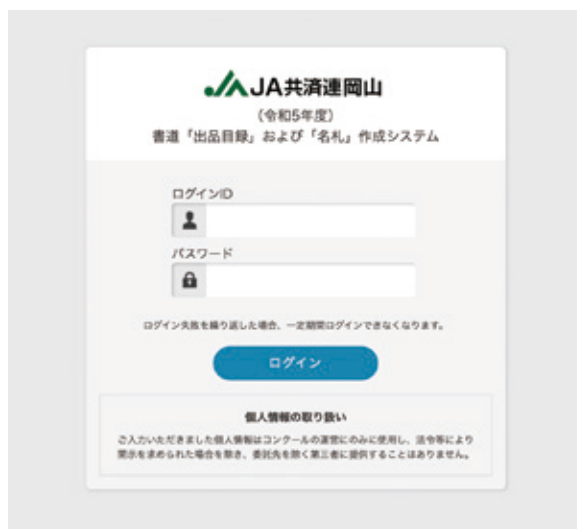 JA共済連岡山
（令和5年度）
書道「出品目録」および「名札」作成システム
ログインID
パスワード
ログイン失敗を繰り返した場合、一定期間ログインできなくなります。
ログイン
個人情報の取り扱い
ご入力いただきました個人情報はコンクールの運営にのみに使用し、法令等により
開示を求められた場合を除き、委託先を除く第三者に提供することはありません。